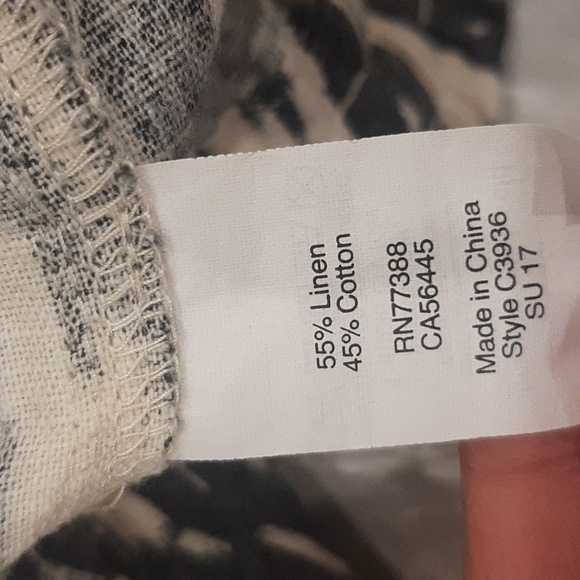 55% Linen
45% Cotton
RN77388
CA56445
Made in China
Style C3936
SU 17